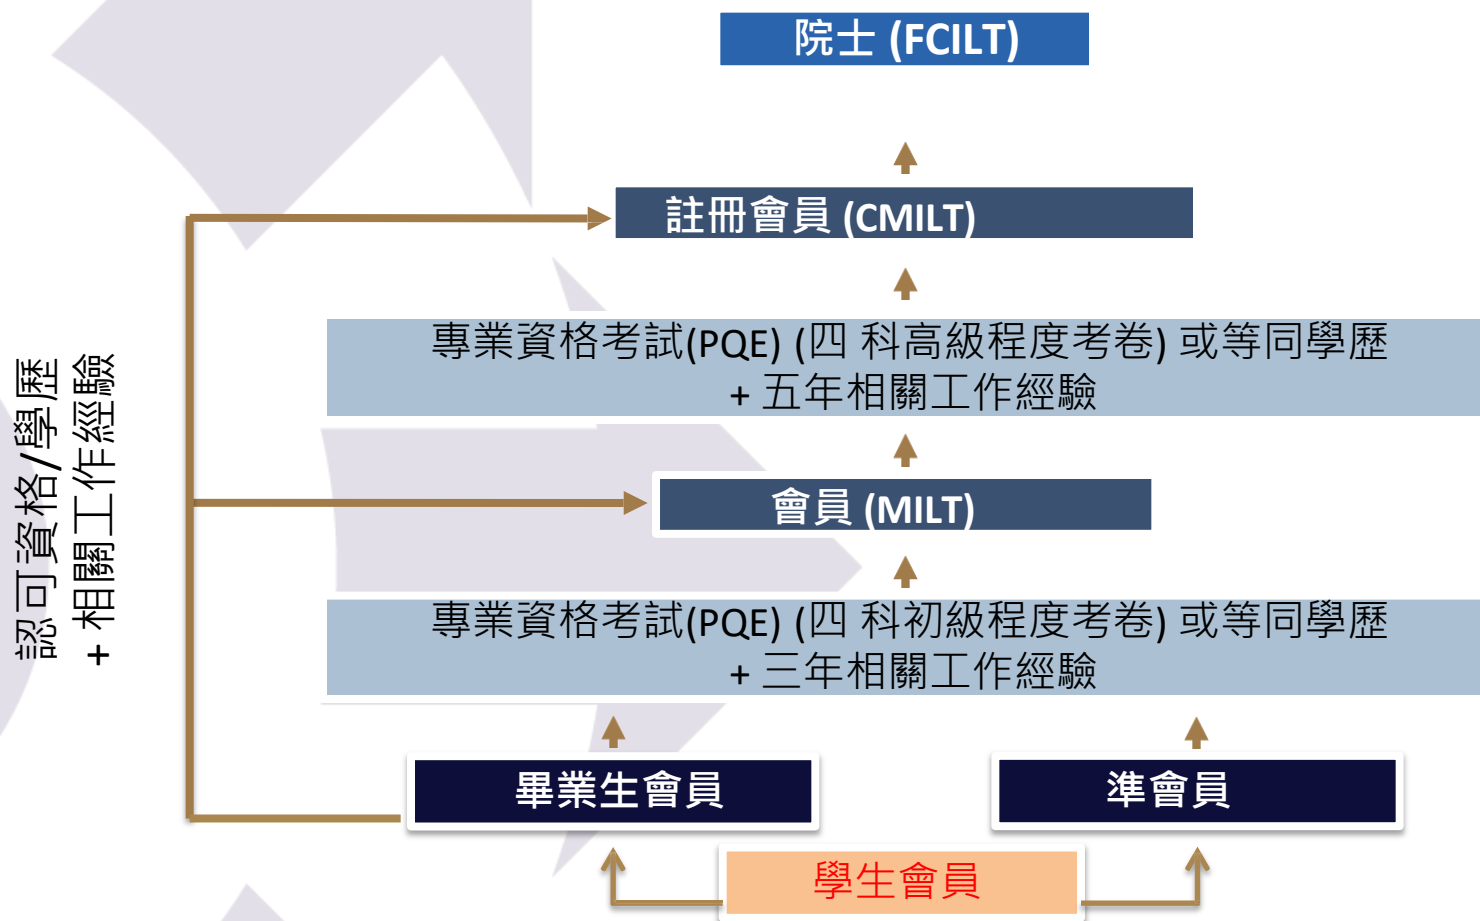 院士 (FCILT)
註冊會員 (CMILT)
專業資格考試(PQE) (四 科高級程度考卷) 或等同學歷
+ 五年相關工作經驗
認可資格/學歷
+ 相關工作經驗
會員 (MILT)
專業資格考試(PQE) (四 科初級程度考卷) 或等同學歷
+ 三年相關工作經驗
畢業生會員
準會員
學生會員